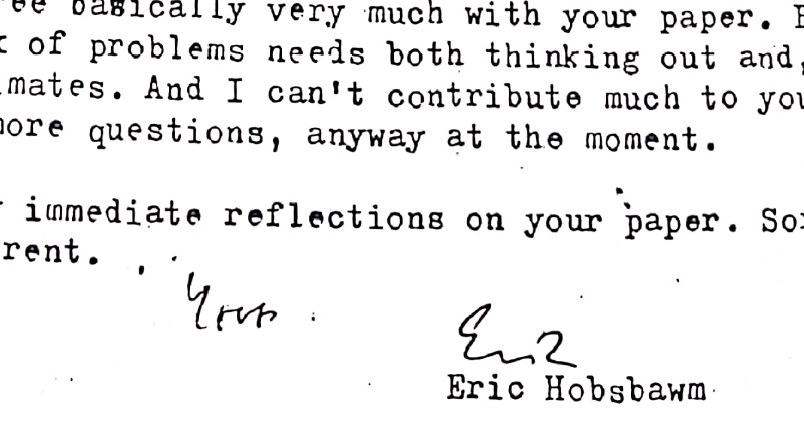 ee basically very much with your paper.
of problems needs both thinking out and,
mates. And I can't contribute much to you
ore questions, anyway at the moment.
immediate reflections on your paper. So
rent.
Yours
Eric
Eric Hobsbawm